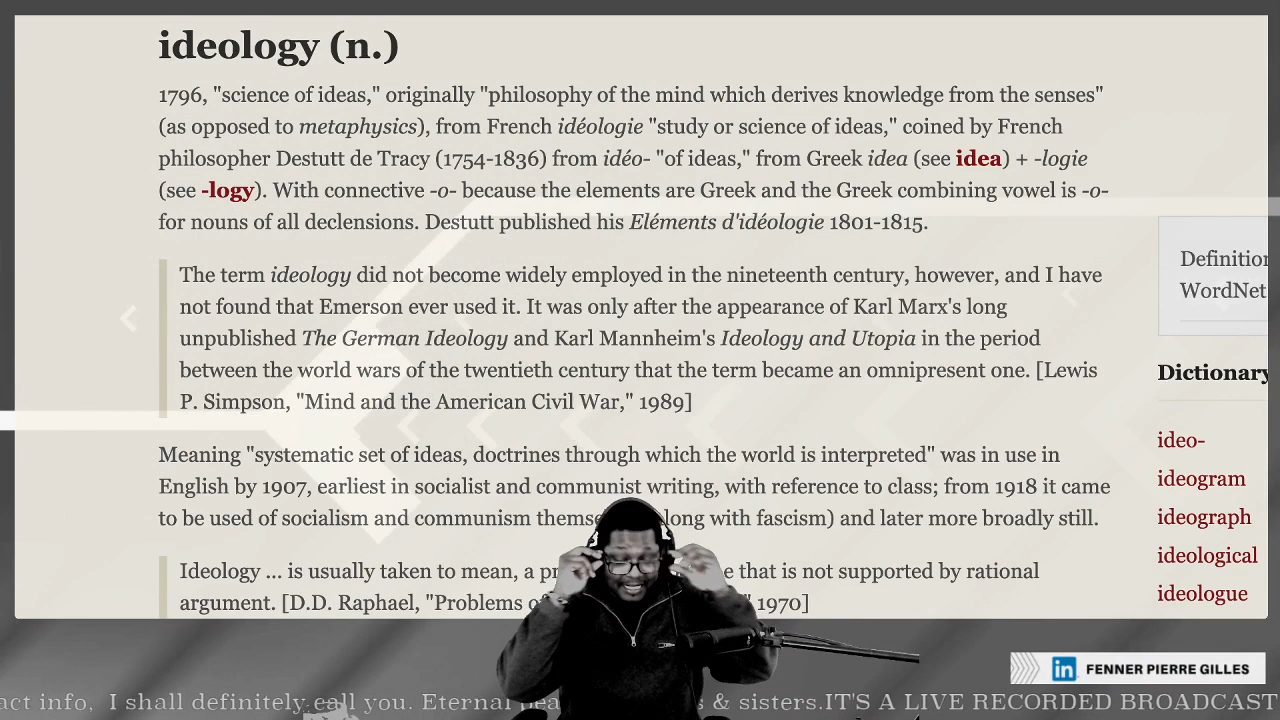 ideology (n.)
1796, "science of ideas," originally "philosophy of the mind which derives knowledge from the senses"
(as opposed to metaphysics), from French idéologie "study or science of ideas," coined by French
philosopher Destutt de Tracy (1754-1836) from idéo- "of ideas," from Greek idea (see idea) + -logie
(see -logy). With connective -o- because the elements are Greek and the Greek combining vowel is -o-
for nouns of all declensions. Destutt published his Eléments d'idéologie 1801-1815.
The term ideology did not become widely employed in the nineteenth century, however, and I have
not found that Emerson ever used it. It was only after the appearance of Karl Marx's long
unpublished The German Ideology and Karl Mannheim's Ideology and Utopia in the period
between the world wars of the twentieth century that the term became an omnipresent one. [Lewis
P. Simpson, "Mind and the American Civil War," 1989]
Meaning "systematic set of ideas, doctrines through which the world is interpreted" was in use in
English by 1907, earliest in socialist and communist writing, with reference to class; from 1918 it came
to be used of socialism and communism themse long with fascism) and later more broadly still.
Ideology ... is usually taken to mean, a pr e that is not supported by rational
argument. [D.D. Raphael, "Problems o " 1970]
Definition
WordNet
Dictionary
ideo-
ideogram
ideograph
ideological
ideologue
in FENNER PIERRE GILLES
act info, I shall definitely call you. Eternal pea s & sisters.IT'S A LIVE RECORDED BROADCAST